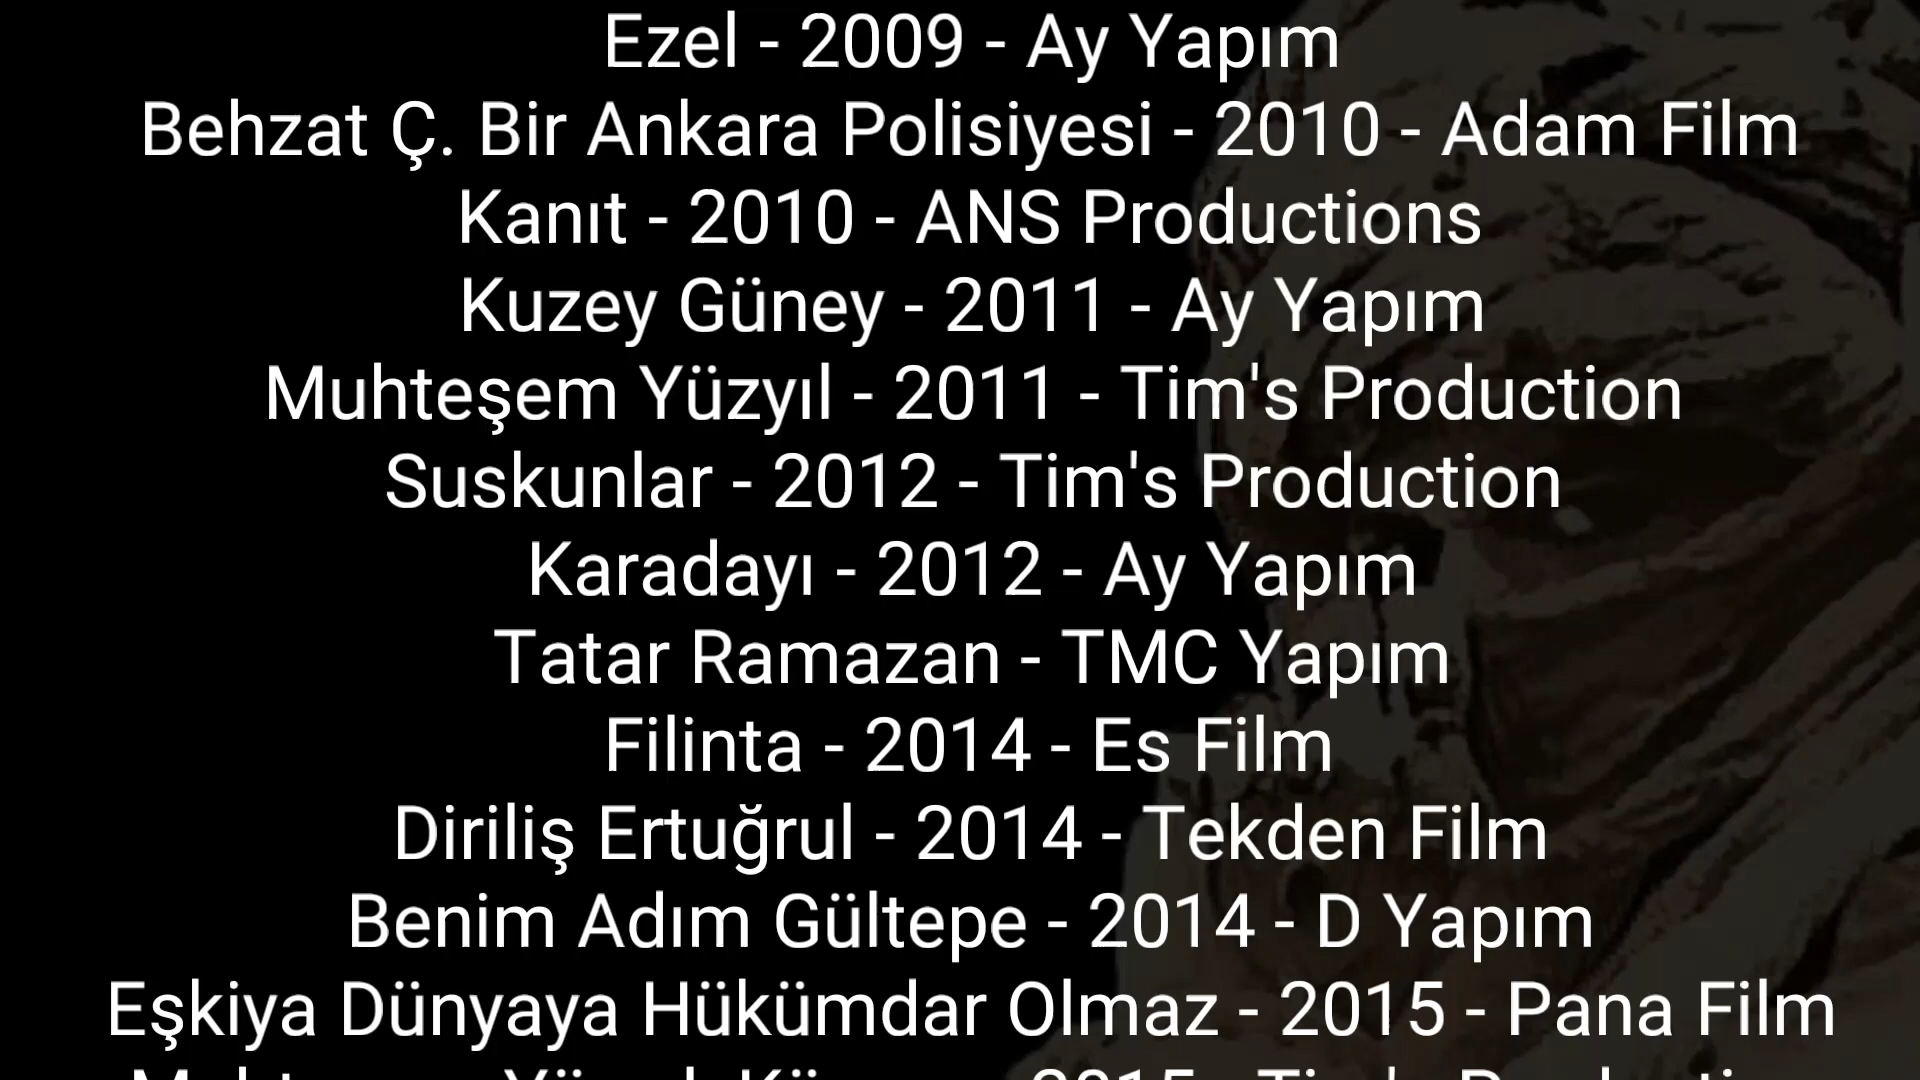 Ezel - 2009 - Ay Yapım
Behzat Ç. Bir Ankara Polisiyesi - 2010 - Adam Film
Kanıt - 2010 - ANS Productions
Kuzey Güney - 2011 - Ay Yapım
Muhteşem Yüzyıl - 2011 - Tim's Production
Suskunlar - 2012 - Tim's Production
Karadayı - 2012 - Ay Yapım
Tatar Ramazan - TMC Yapım
Filinta - 2014 - Es Film
Diriliş Ertuğrul - 2014 - Tekden Film
Benim Adım Gültepe - 2014 - D Yapım
Eşkiya Dünyaya Hükümdar Olmaz - 2015 - Pana Film